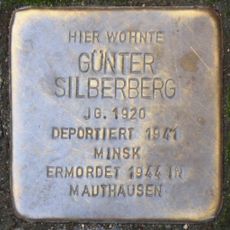 HIER WOHNTE
GÜNTER
SILBERBERG
JG. 1920
DEPORTIERT 1941
MINSK
ERMORDET 1944 IN
MAUTHAUSEN